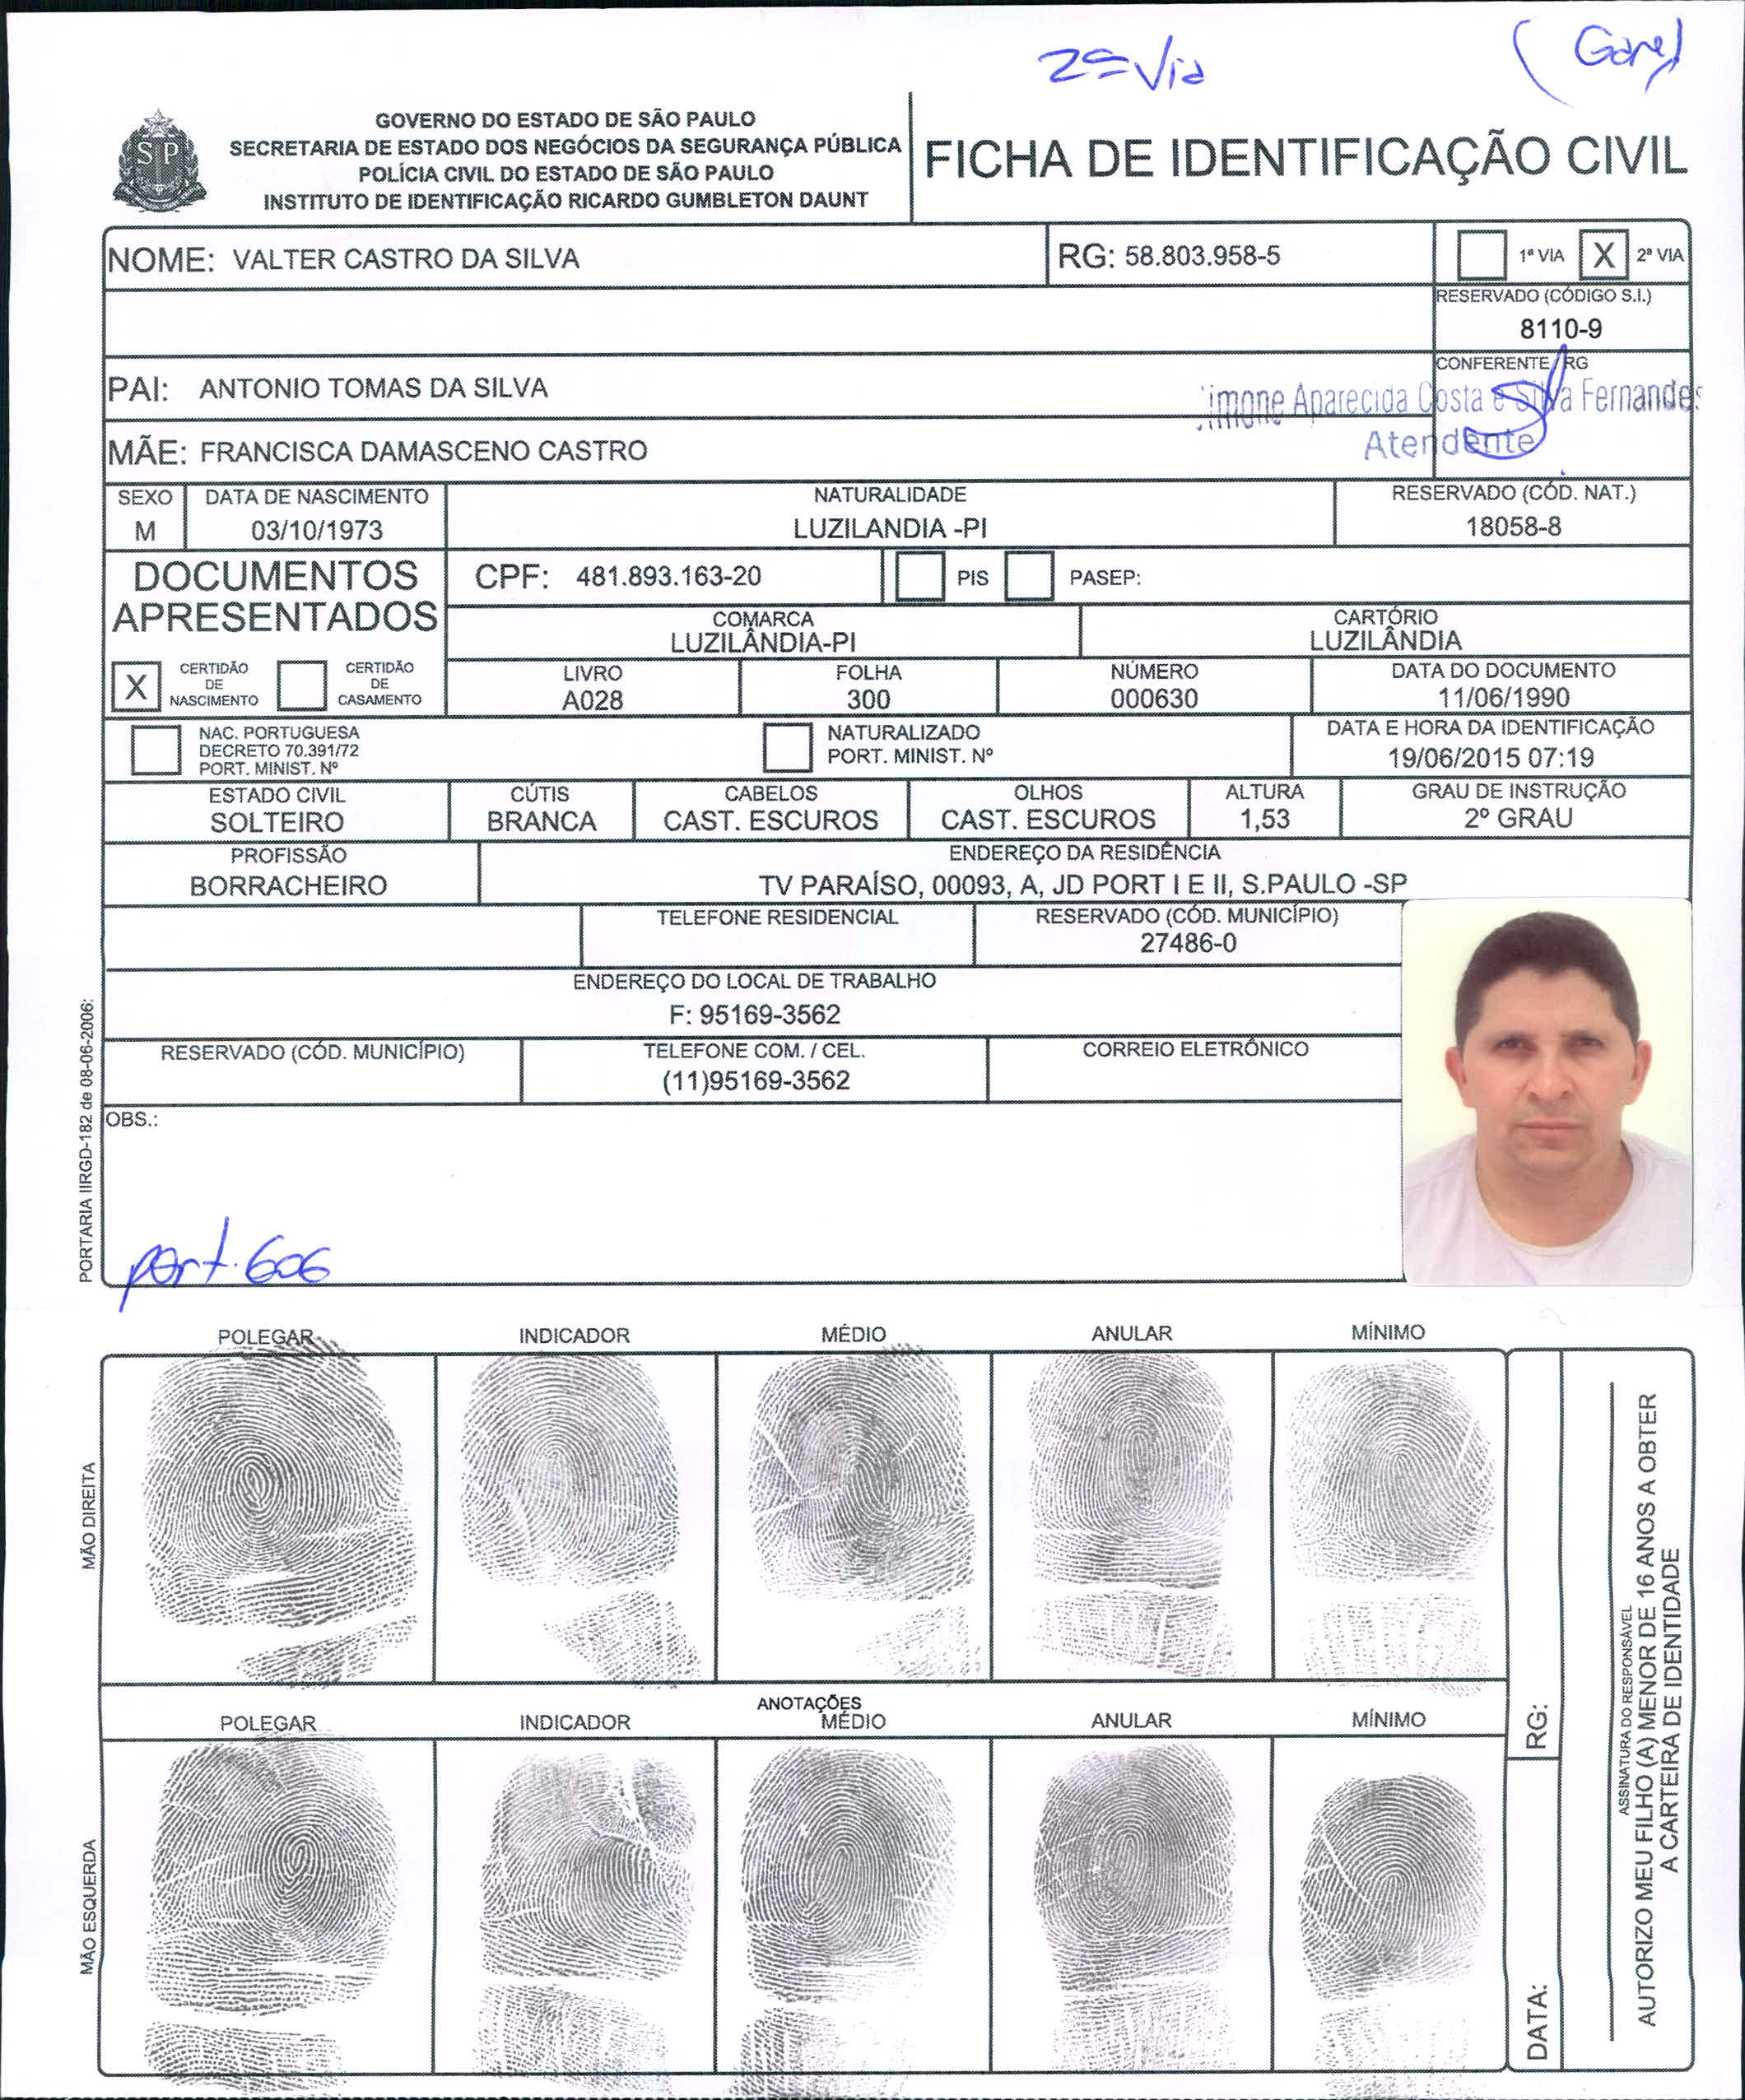 2ª Via
GOVERNO DO ESTADO DE SÃO PAULO
SECRETARIA DE ESTADO DOS NEGÓCIOS DA SEGURANÇA PÚBLICA
POLÍCIA CIVIL DO ESTADO DE SÃO PAULO
INSTITUTO DE IDENTIFICAÇÃO RICARDO GUMBLETON DAUNT
SP
FICHA DE IDENTIFICAÇÃO CIVIL
NOME: VALTER CASTRO DA SILVA
RG: 58.803.958-5
1ª VIA X 2ª VIA
RESERVADO (CÓDIGO S.I.)
8110-9
PAI: ANTONIO TOMAS DA SILVA
CONFERENTE / RG
imone Aparecida Costa e Silva Fernandes
Atendente
MÃE: FRANCISCA DAMASCENO CASTRO
SEXO
M
DATA DE NASCIMENTO
03/10/1973
NATURALIDADE
LUZILANDIA -PI
RESERVADO (CÓD. NAT.)
18058-8
DOCUMENTOS
APRESENTADOS
CPF: 481.893.163-20
PIS
PASEP:
COMARCA
LUZILÂNDIA-PI
CARTÓRIO
LUZILÂNDIA
X
CERTIDÃO
DE
NASCIMENTO
CERTIDÃO
DE
CASAMENTO
LIVRO
A028
FOLHA
300
NÚMERO
000630
DATA DO DOCUMENTO
11/06/1990
NAC. PORTUGUESA
DECRETO 70.391/72
PORT. MINIST. Nº
NATURALIZADO
PORT. MINIST. Nº
DATA E HORA DA IDENTIFICAÇÃO
19/06/2015 07:19
ESTADO CIVIL
SOLTEIRO
CÚTIS
BRANCA
CABELOS
CAST. ESCUROS
OLHOS
CAST. ESCUROS
ALTURA
1,53
GRAU DE INSTRUÇÃO
2º GRAU
PROFISSÃO
BORRACHEIRO
ENDEREÇO DA RESIDÊNCIA
TV PARAÍSO, 00093, A, JD PORT I E II, S.PAULO -SP
TELEFONE RESIDENCIAL
RESERVADO (CÓD. MUNICÍPIO)
27486-0
ENDEREÇO DO LOCAL DE TRABALHO
F: 95169-3562
RESERVADO (CÓD. MUNICÍPIO)
TELEFONE COM. / CEL.
(11)95169-3562
CORREIO ELETRÔNICO
OBS.:
port. 606
PORTARIA IIRGD-182 de 08-06-2006:
POLEGAR INDICADOR MÉDIO ANULAR MÍNIMO
MÃO DIREITA
ANOTAÇÕES
POLEGAR INDICADOR MÉDIO ANULAR MÍNIMO
MÃO ESQUERDA
RG:
DATA:
ASSINATURA DO RESPONSÁVEL
AUTORIZO MEU FILHO (A) MENOR DE 16 ANOS A OBTER
A CARTEIRA DE IDENTIDADE